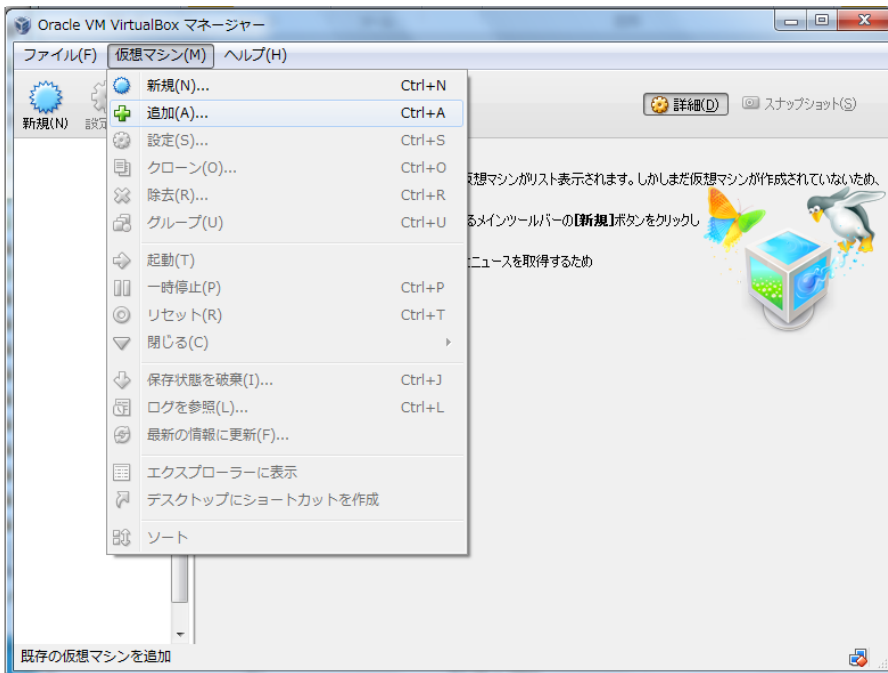 Oracle VM VirtualBox マネージャー
ファイル(F) 仮想マシン(M) ヘルプ(H)
新規(N)
詳細(D) スナップショット(S)
新規(N)... Ctrl+N
追加(A)... Ctrl+A
設定(S)... Ctrl+S
クローン(O)... Ctrl+O
除去(R)... Ctrl+R
グループ(U) Ctrl+U
起動(T)
一時停止(P) Ctrl+P
リセット(R) Ctrl+T
閉じる(C)
保存状態を破棄(I)... Ctrl+J
ログを参照(L)... Ctrl+L
最新の情報に更新(F)...
エクスプローラーに表示
デスクトップにショートカットを作成
ソート
想マシンがリスト表示されます。しかしまだ仮想マシンが作成されていないため、
るメインツールバーの[新規]ボタンをクリックし
ニュースを取得するため
既存の仮想マシンを追加